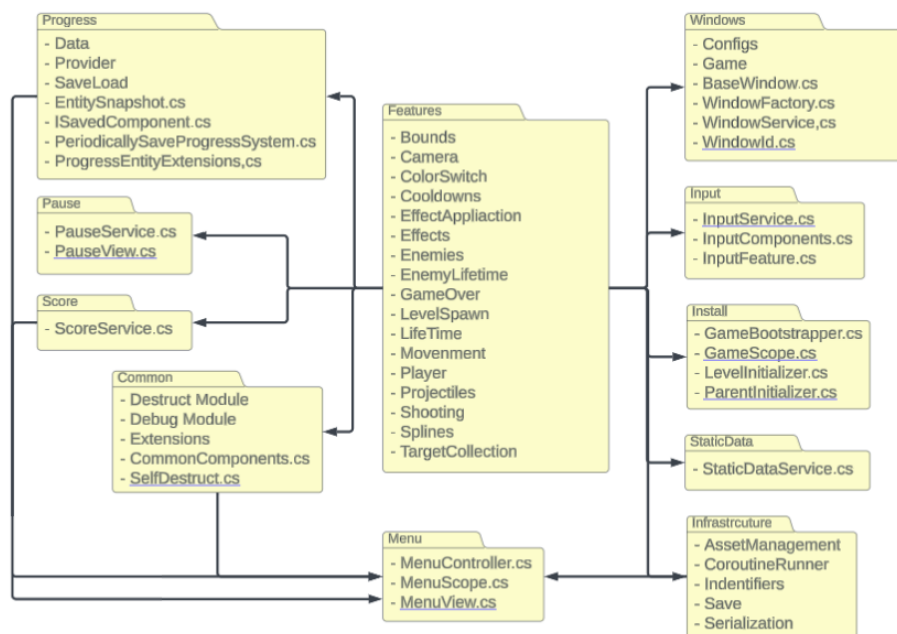 Progress
- Data
- Provider
- SaveLoad
- EntitySnapshot.cs
- ISavedComponent.cs
- PeriodicallySaveProgressSystem.cs
- ProgressEntityExtensions,cs
Pause
- PauseService.cs
- PauseView.cs
Score
- ScoreService.cs
Common
- Destruct Module
- Debug Module
- Extensions
- CommonComponents.cs
- SelfDestruct.cs
Features
- Bounds
- Camera
- ColorSwitch
- Cooldowns
- EffectAppliaction
- Effects
- Enemies
- EnemyLifetime
- GameOver
- LevelSpawn
- LifeTime
- Movenment
- Player
- Projectiles
- Shooting
- Splines
- TargetCollection
Menu
- MenuController.cs
- MenuScope.cs
- MenuView.cs
Windows
- Configs
- Game
- BaseWindow.cs
- WindowFactory.cs
- WindowService,cs
- WindowId.cs
Input
- InputService.cs
- InputComponents.cs
- InputFeature.cs
Install
- GameBootstrapper.cs
- GameScope.cs
- LevelInitializer.cs
- ParentInitializer.cs
StaticData
- StaticDataService.cs
Infrastrcuture
- AssetManagement
- CoroutineRunner
- Indentifiers
- Save
- Serialization